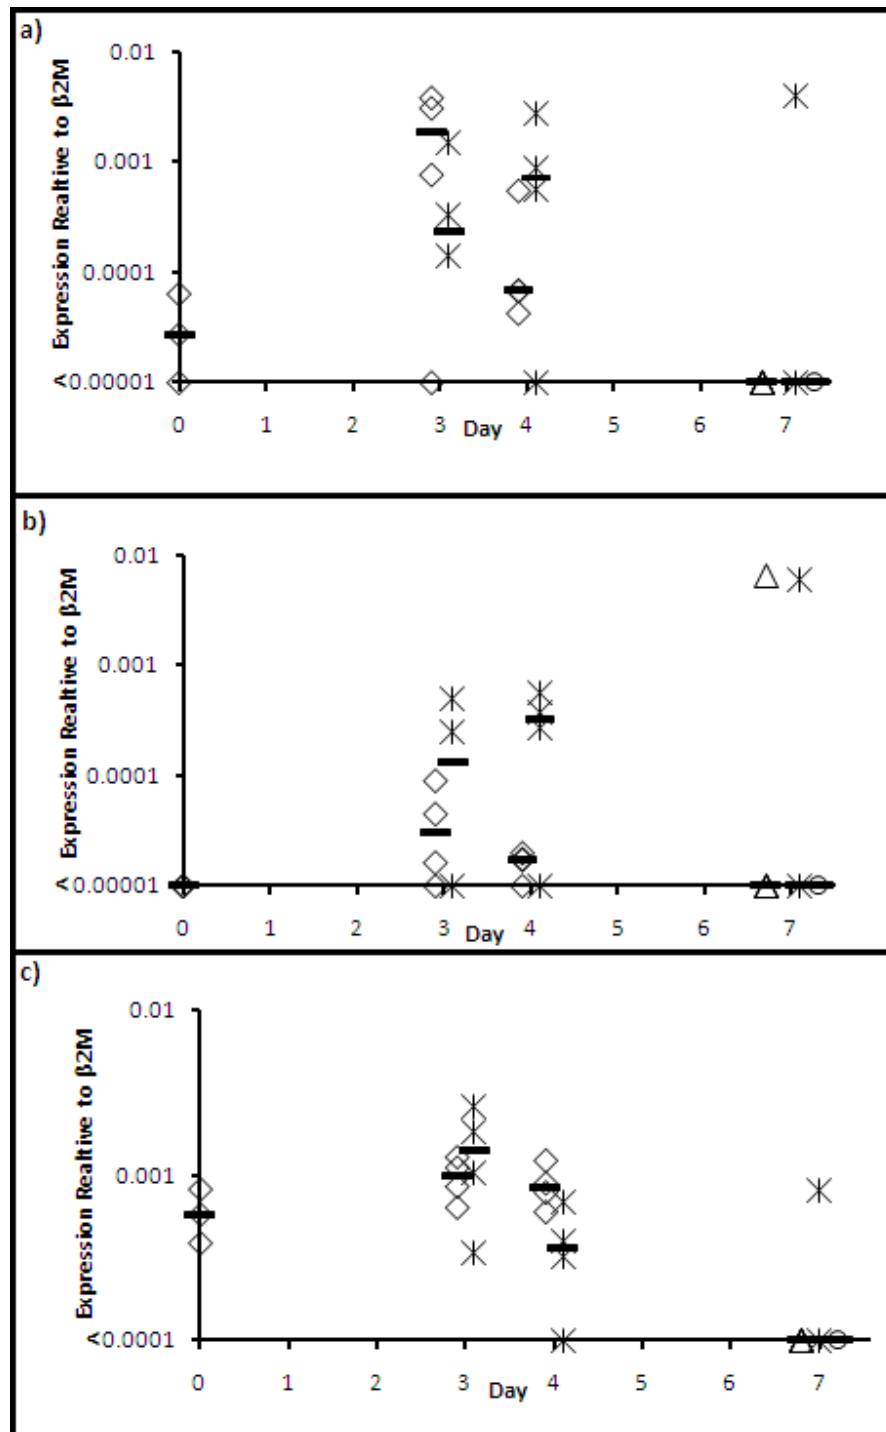 a)
Expression Realtive to β2M
0.01
0.001
0.0001
<0.00001
0 1 2 3 4 5 6 7
Day
b)
Expression Realtive to β2M
0.01
0.001
0.0001
<0.00001
0 1 2 3 4 5 6 7
Day
c)
Expression Realtive to β2M
0.01
0.001
<0.0001
0 1 2 3 4 5 6 7
Day